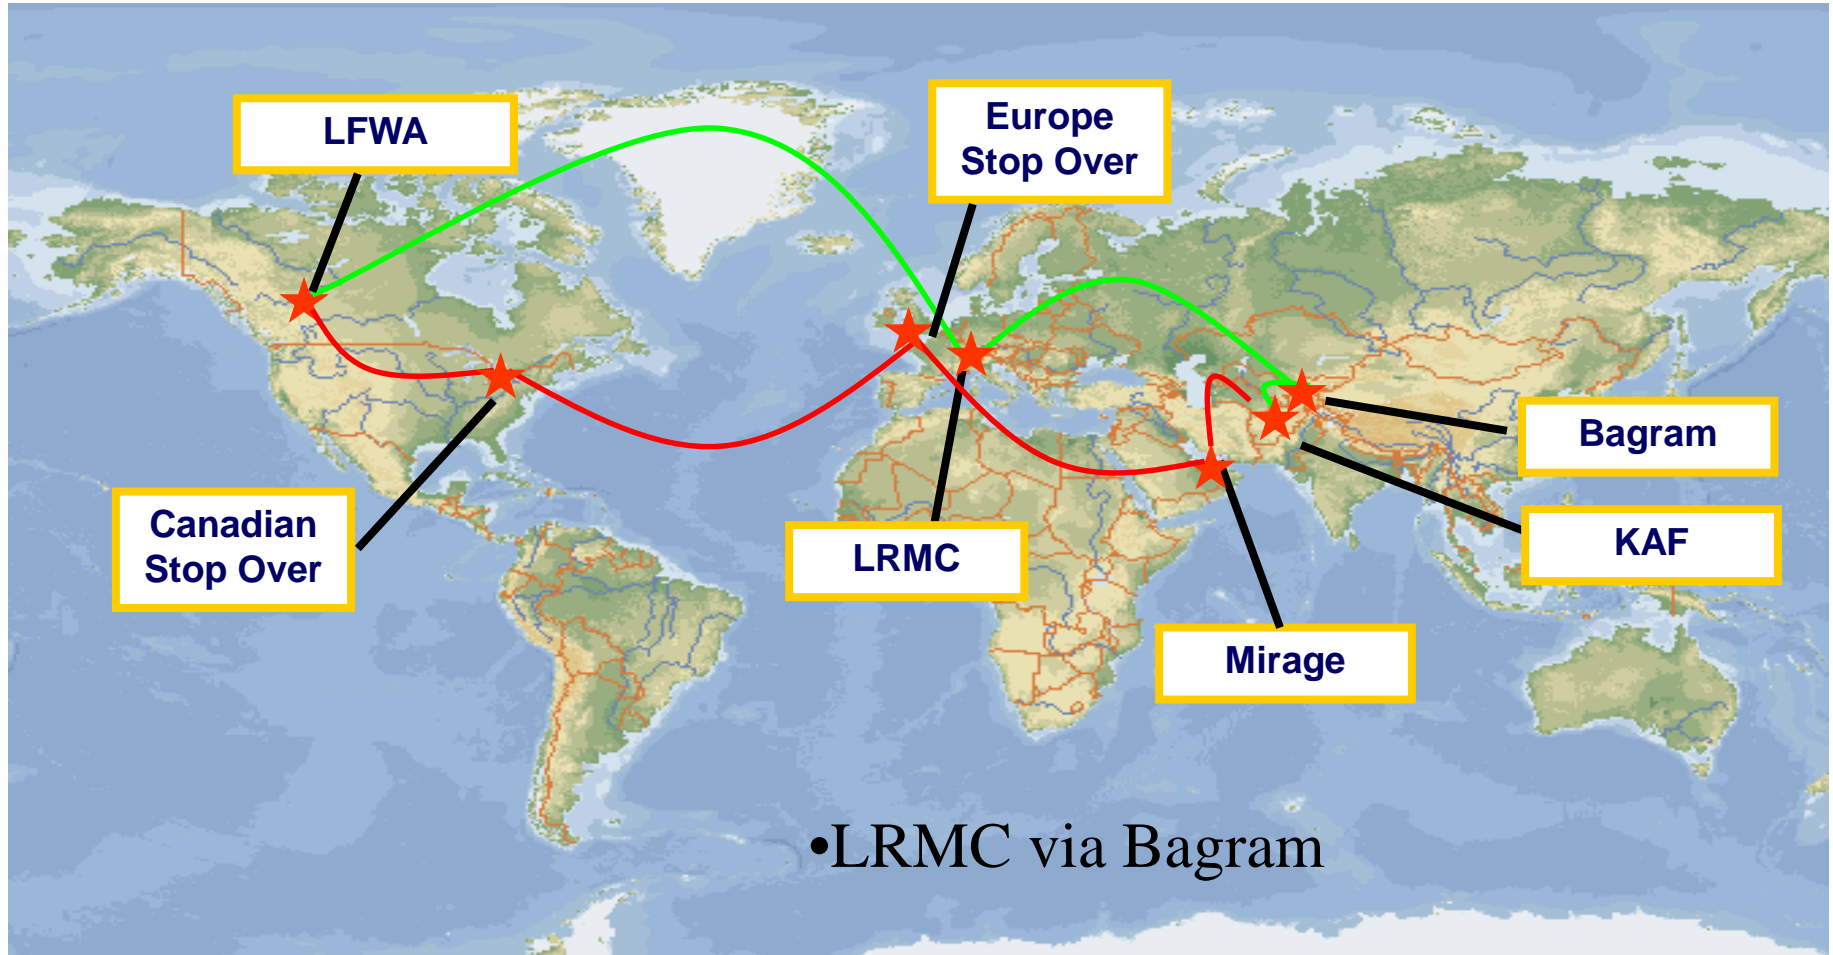 LFWA
Europe
Stop Over
Bagram
Canadian
Stop Over
LRMC
KAF
Mirage
•LRMC via Bagram